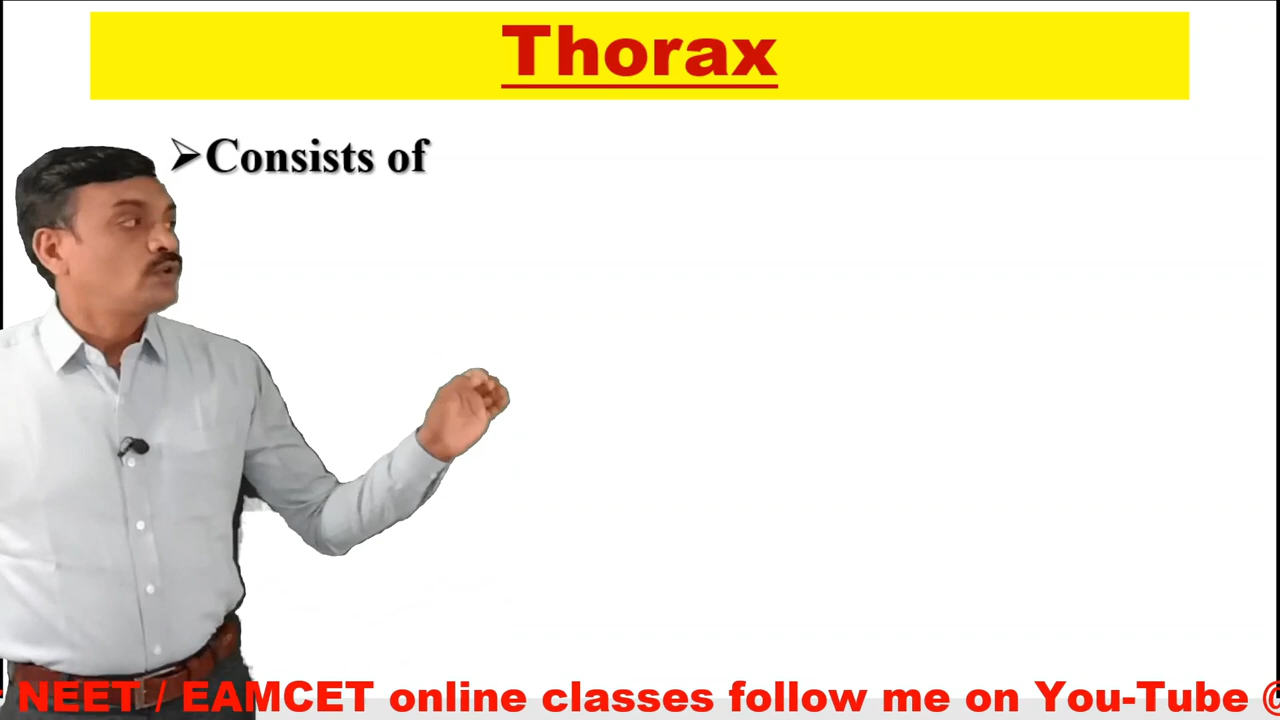 Thorax
➢Consists of
NEET / EAMCET online classes follow me on You-Tube @